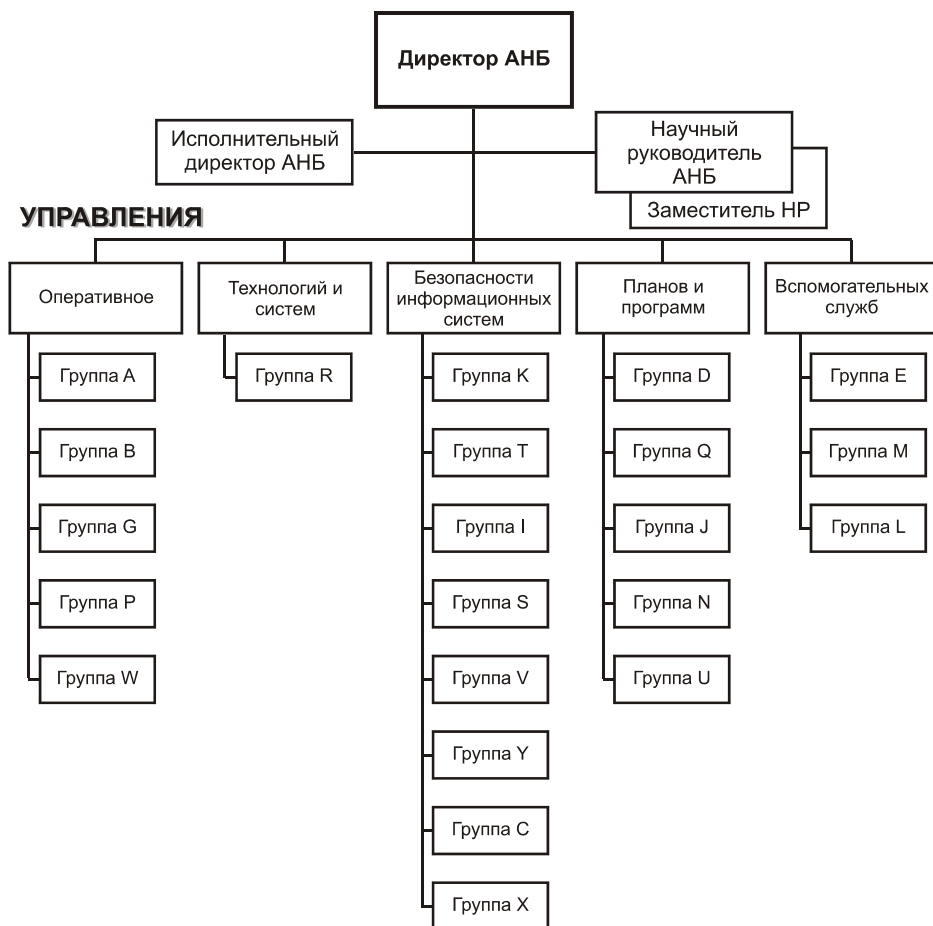 Директор АНБ
Исполнительный
директор АНБ
Научный
руководитель
АНБ
Заместитель НР
УПРАВЛЕНИЯ
Оперативное
Технологий и
систем
Безопасности
информационных
систем
Планов и
программ
Вспомогательных
служб
Группа A
Группа B
Группа G
Группа P
Группа W
Группа R
Группа K
Группа T
Группа I
Группа S
Группа V
Группа Y
Группа C
Группа X
Группа D
Группа Q
Группа J
Группа N
Группа U
Группа E
Группа M
Группа L